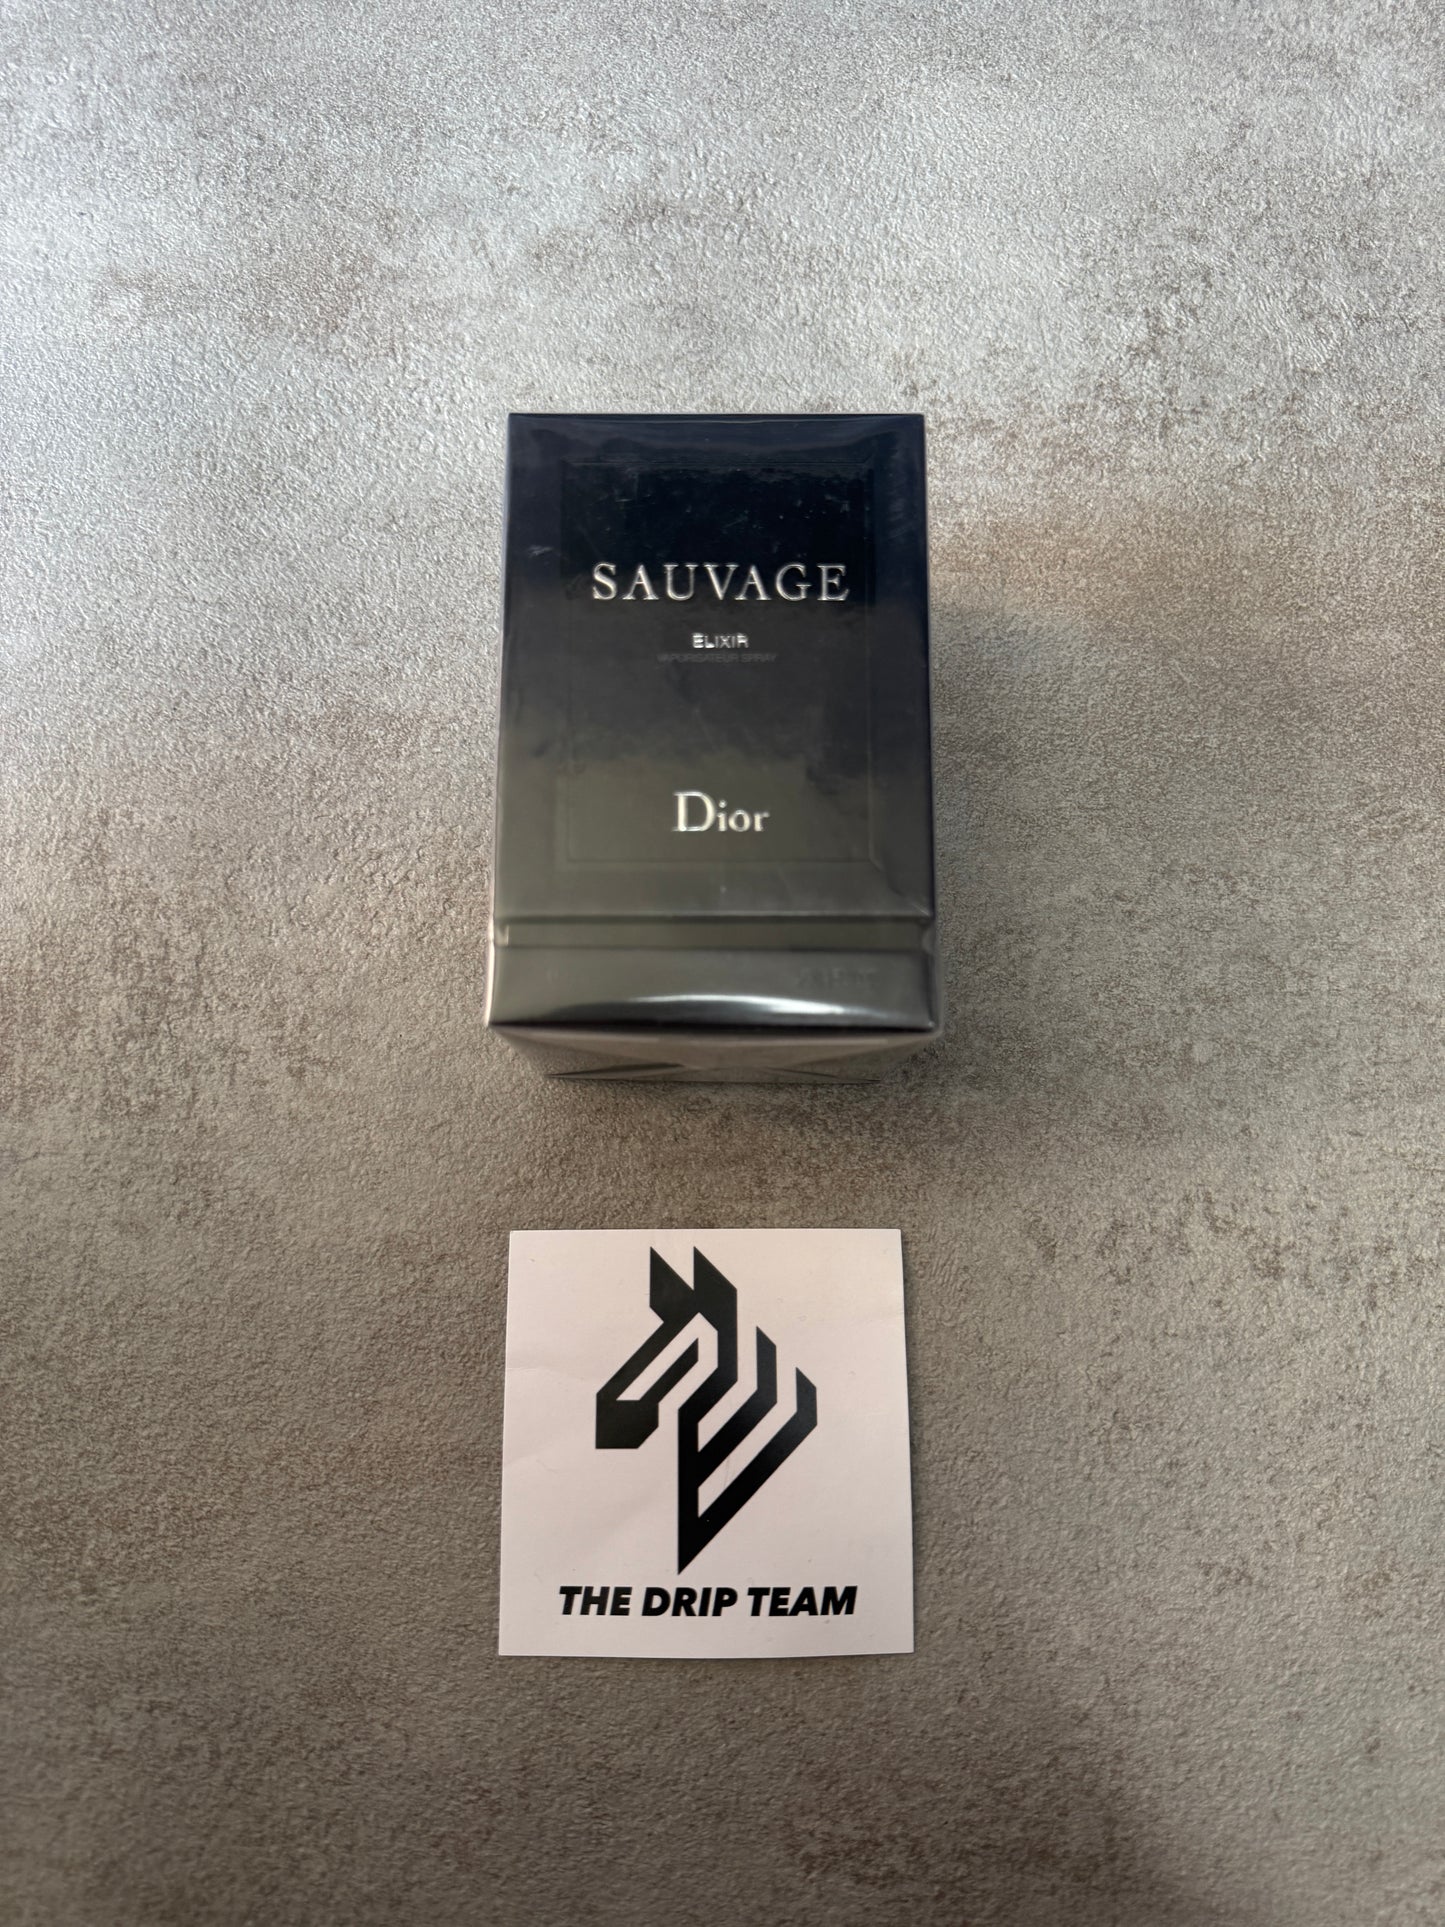 SAUVAGE
ELIXIR
VAPORISATEUR SPRAY
Dior
THE DRIP TEAM